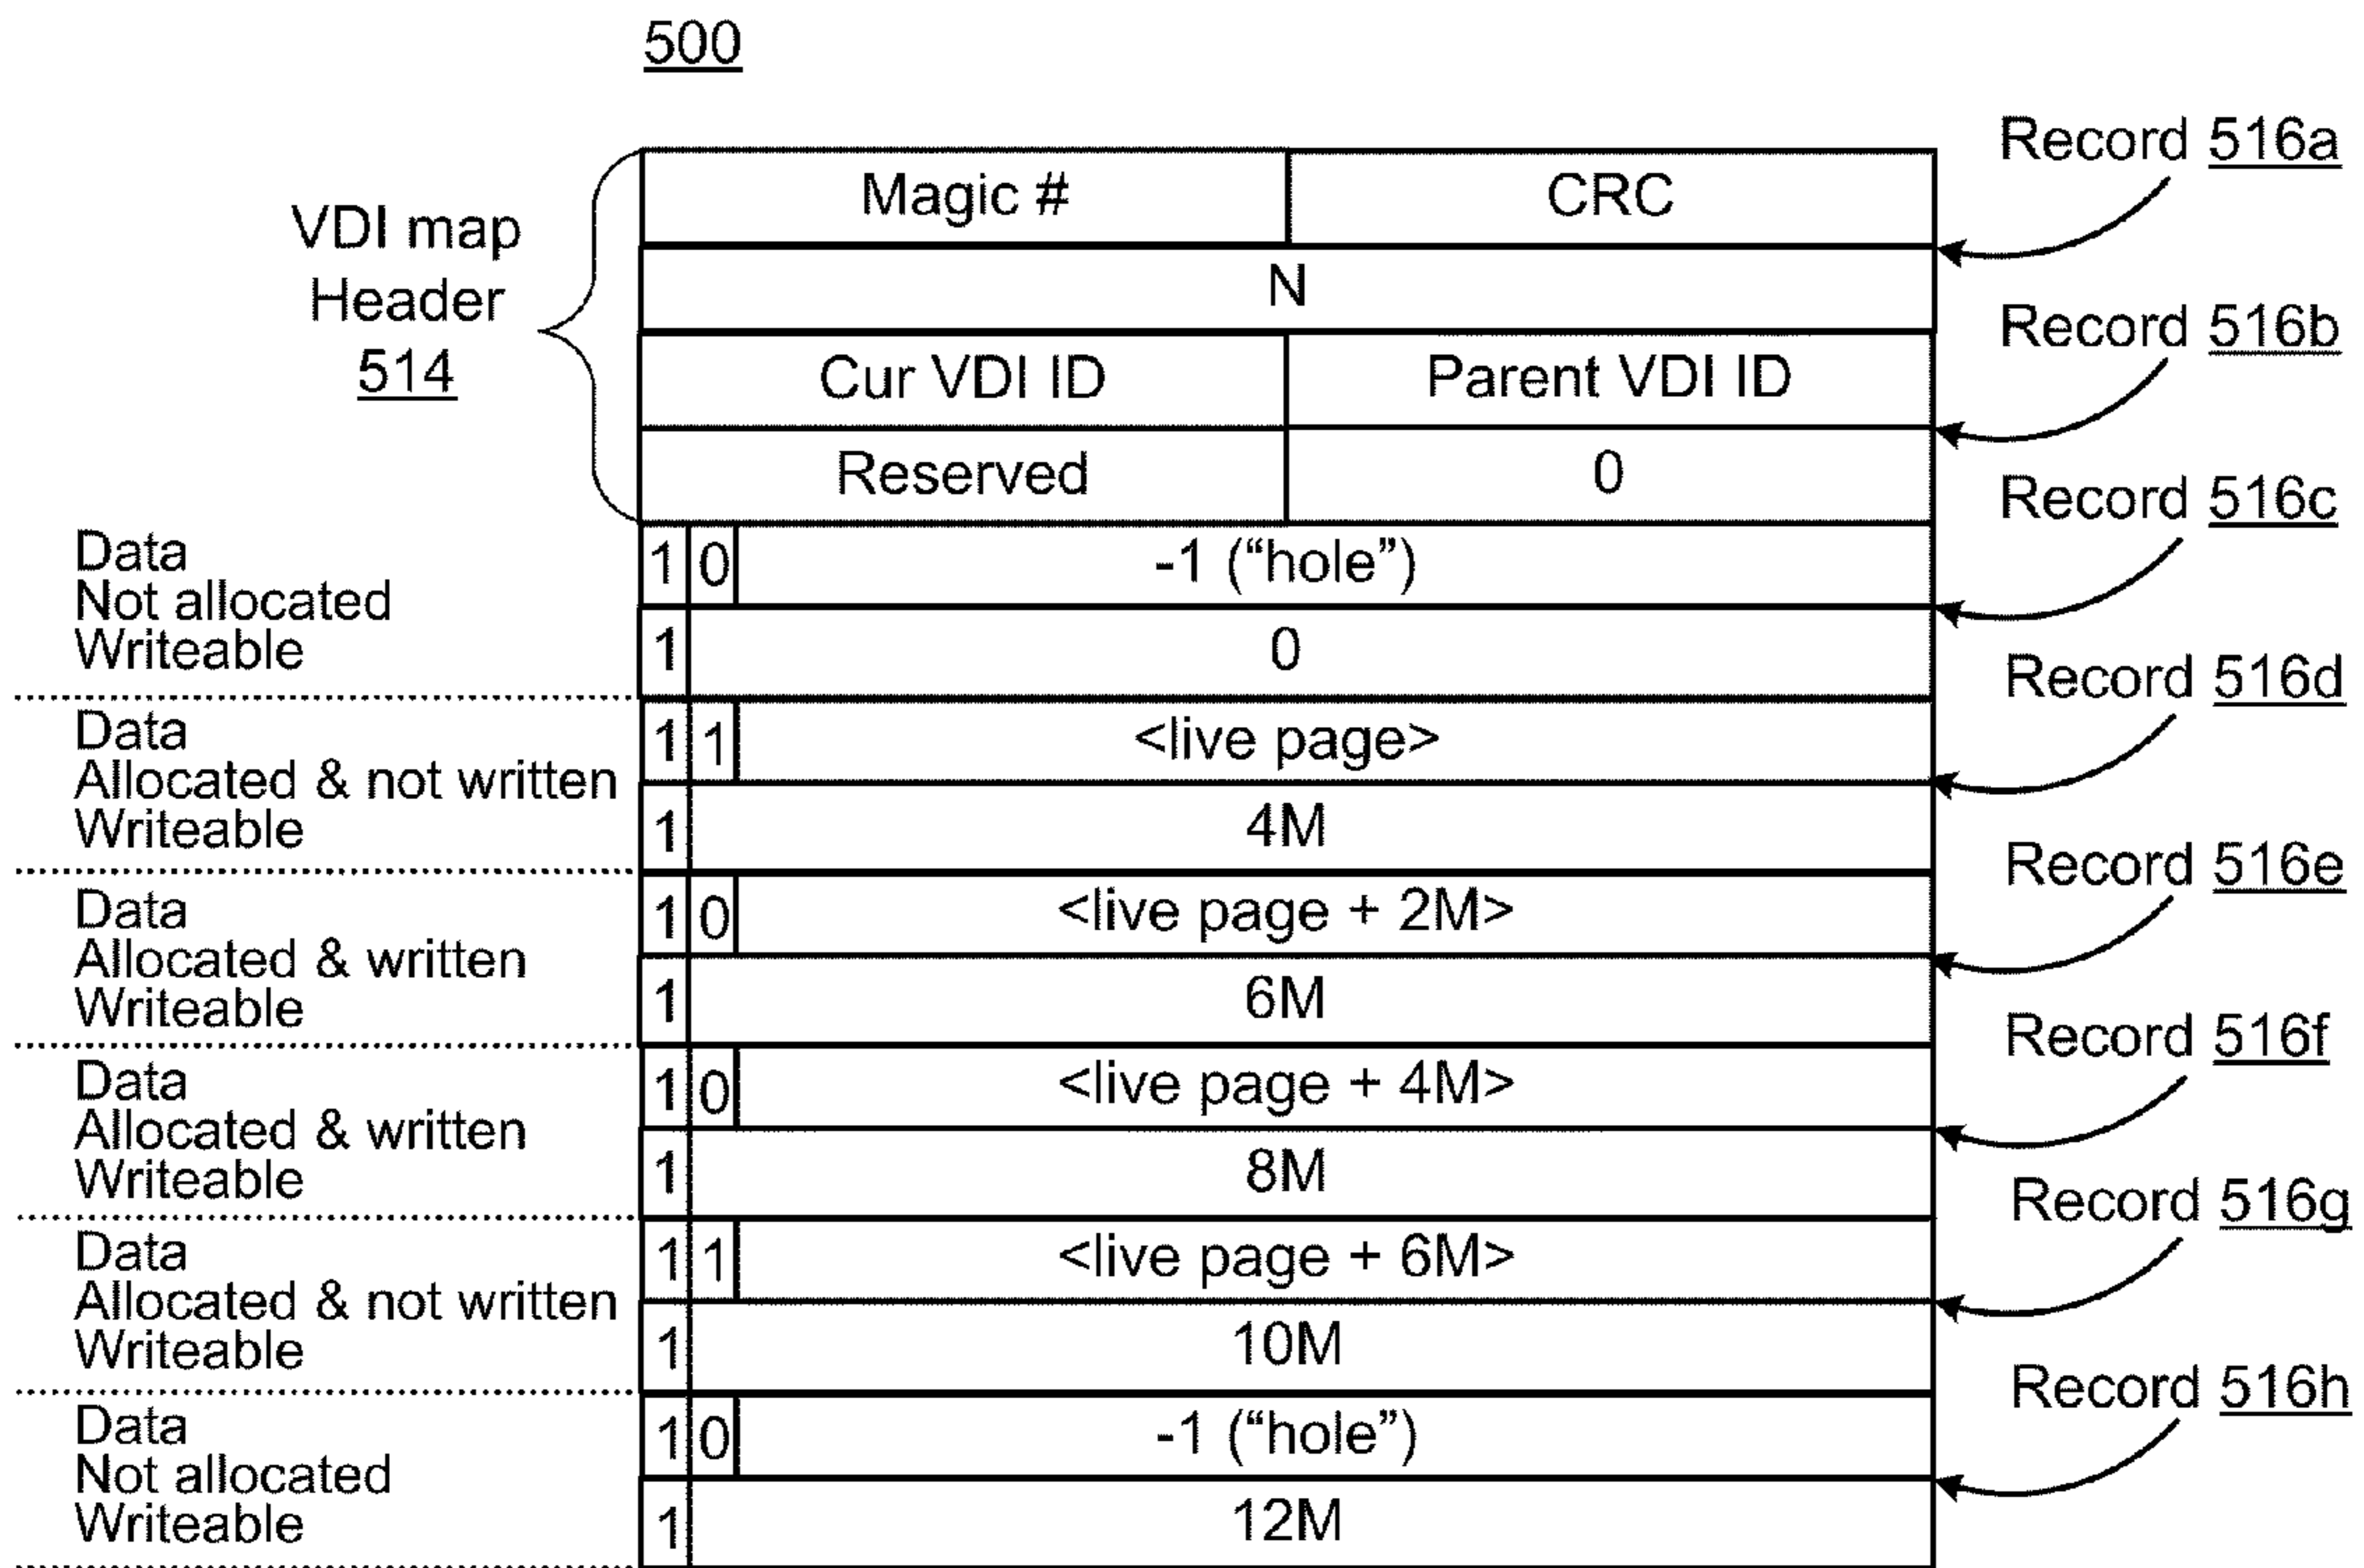 500
Magic # CRC
Record 516a
VDI map
Header
514
N
Record 516b
Cur VDI ID Parent VDI ID
Reserved 0
Record 516c
Data
Not allocated
Writeable
1 0 -1 (“hole”)
1 0
Record 516d
Data
Allocated & not written
Writeable
1 1 <live page>
1 4M
Record 516e
Data
Allocated & written
Writeable
1 0 <live page + 2M>
1 6M
Record 516f
Data
Allocated & written
Writeable
1 0 <live page + 4M>
1 8M
Record 516g
Data
Allocated & not written
Writeable
1 1 <live page + 6M>
1 10M
Record 516h
Data
Not allocated
Writeable
1 0 -1 (“hole”)
1 12M